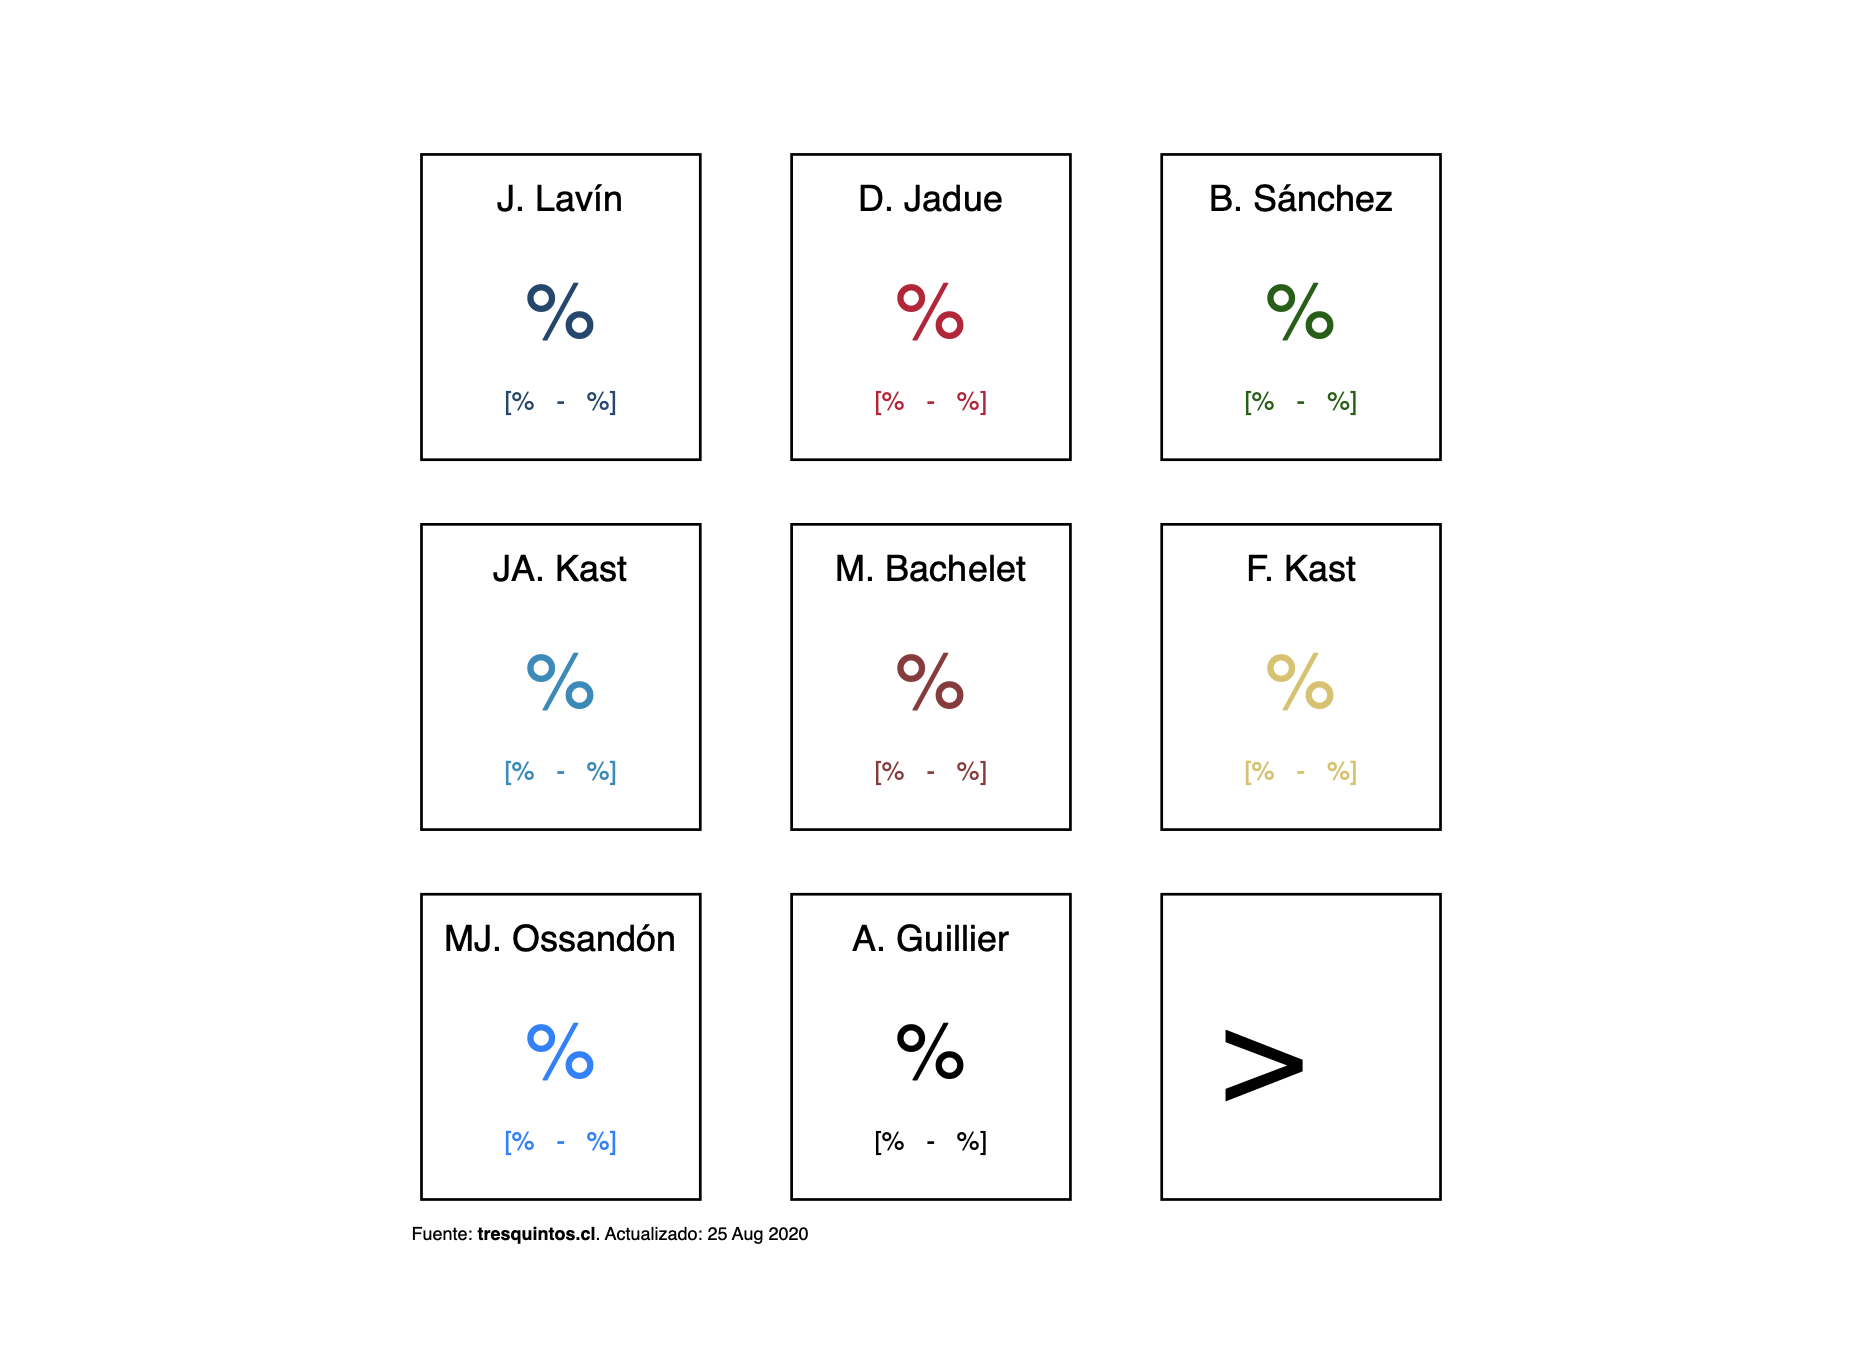 J. Lavín
%
[% - %]
D. Jadue
%
[% - %]
B. Sánchez
%
[% - %]
JA. Kast
%
[% - %]
M. Bachelet
%
[% - %]
F. Kast
%
[% - %]
MJ. Ossandón
%
[% - %]
A. Guillier
%
[% - %]
>
Fuente: tresquintos.cl. Actualizado: 25 Aug 2020